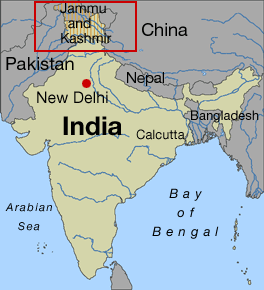 Jammu
and
Kashmir
China
Pakistan
Nepal
New Delhi
India
Calcutta
Bangladesh
Arabian
Sea
Bay
of
Bengal